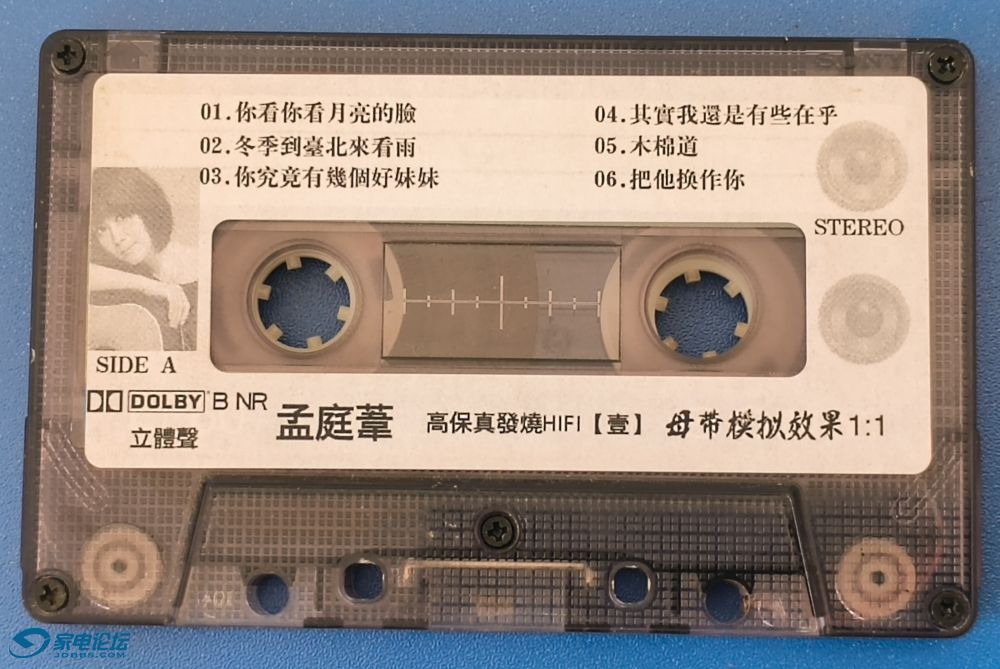 01.你看你看月亮的臉
02.冬季到臺北來看雨
03.你究竟有幾個好妹妹
04.其實我還是有些在乎
05.木棉道
06.把他换作你
STEREO
SIDE A
DOLBY B NR
立體聲
孟庭葦
高保真發燒HIFI【壹】
母带模拟效果1:1
家电论坛
JDBBS.COM